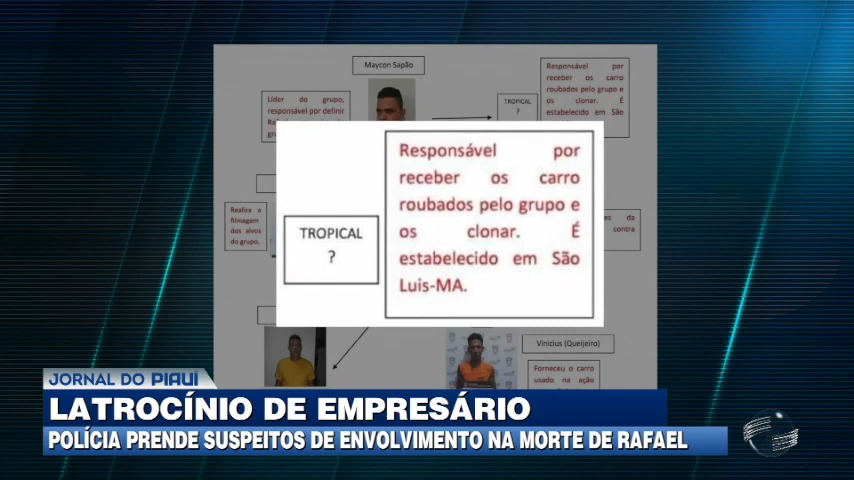 Maycon Sapão
Líder do grupo,
responsável por definir
TROPICAL
?
Responsável por
receber os carro
roubados pelo grupo e
os clonar. É
estabelecido em São
Realiza a
filmagem
dos alvos
do grupo.
TROPICAL
?
Responsável por
receber os carro
roubados pelo grupo e
os clonar. É
estabelecido em São
Luis-MA.
da
contra
Vinicius (Queijeiro)
Forneceu o carro
usado na ação
JORNAL DO PIAUÍ
LATROCÍNIO DE EMPRESÁRIO
POLÍCIA PRENDE SUSPEITOS DE ENVOLVIMENTO NA MORTE DE RAFAEL